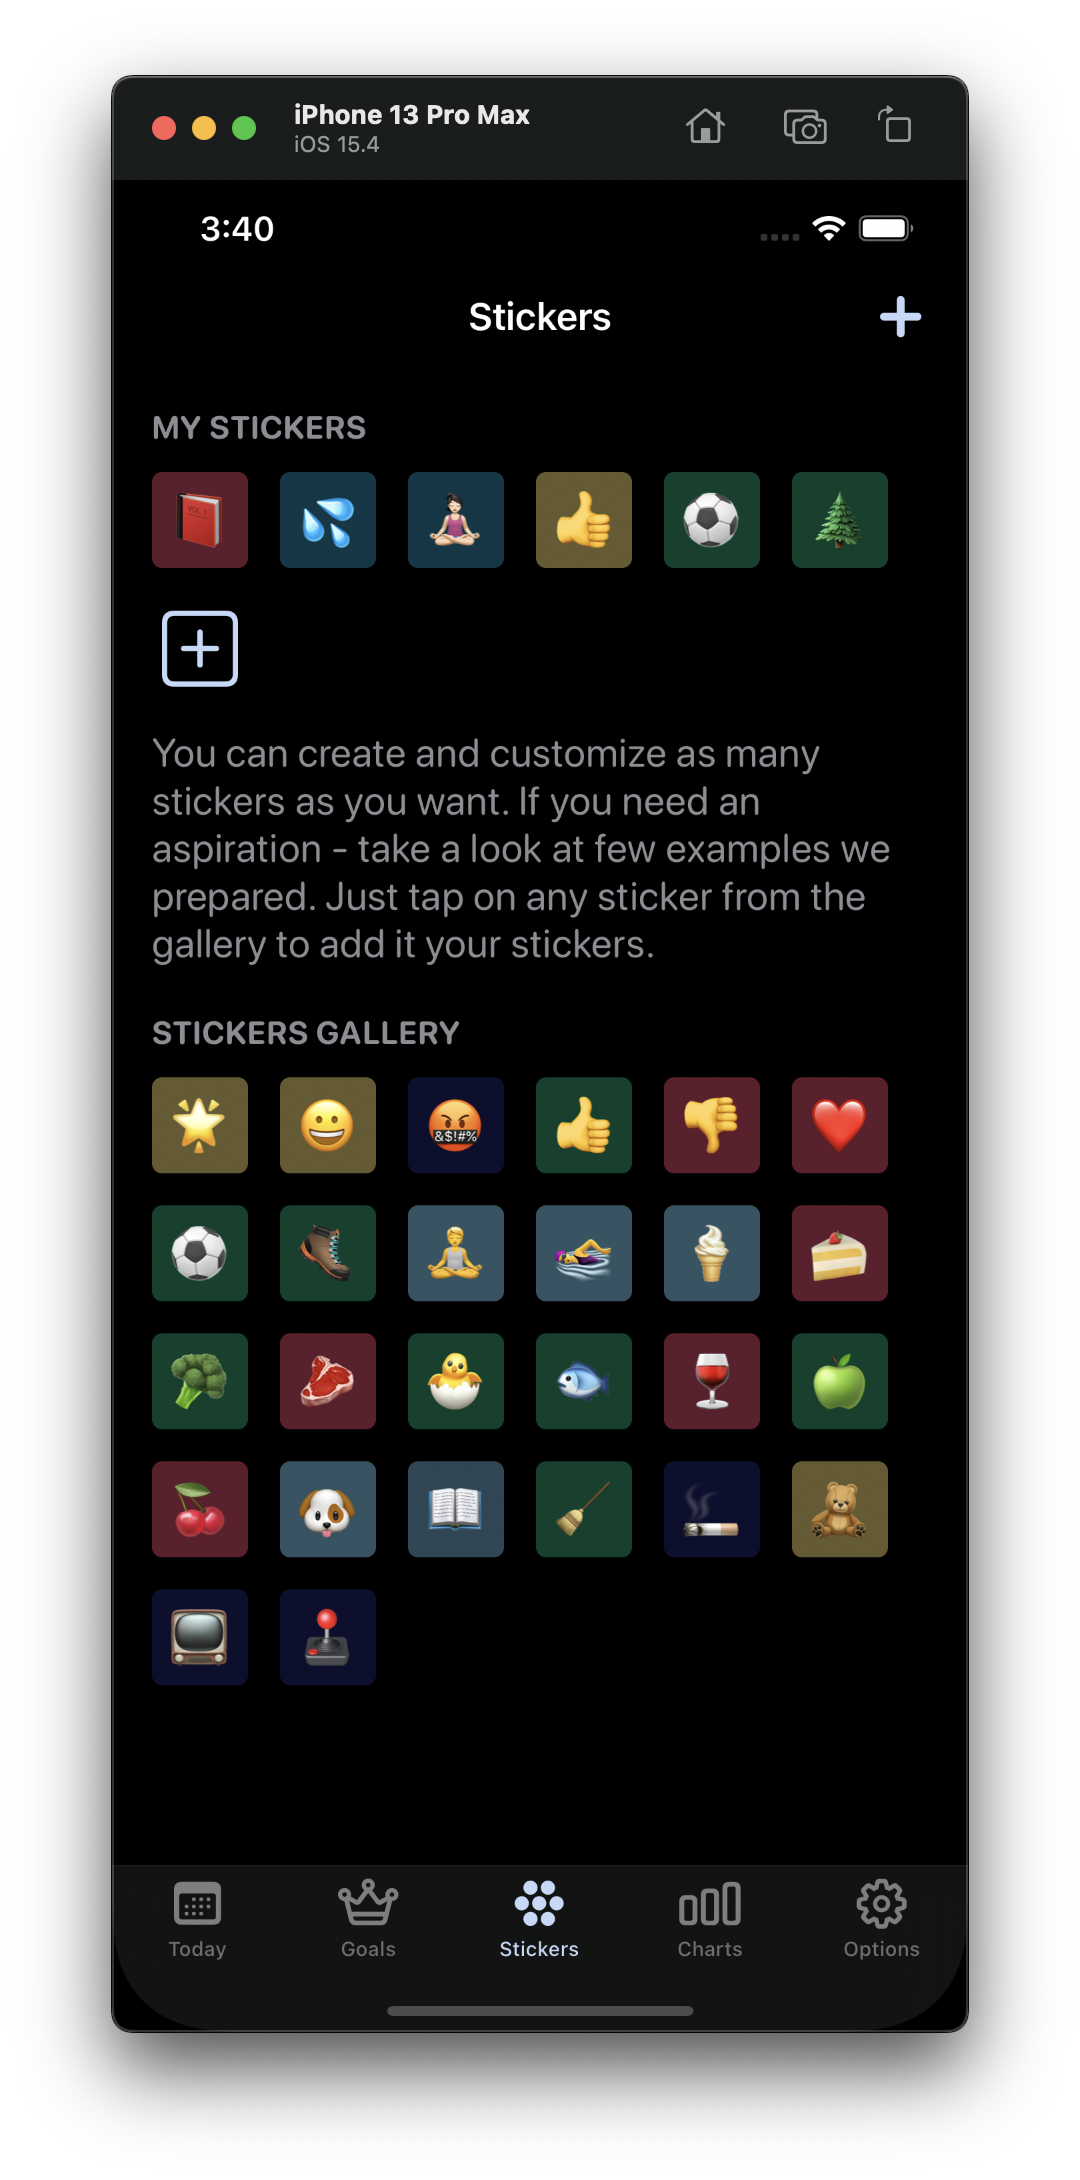 iPhone 13 Pro Max
iOS 15.4
3:40
Stickers
MY STICKERS
VOL. 1
You can create and customize as many
stickers as you want. If you need an
aspiration - take a look at few examples we
prepared. Just tap on any sticker from the
gallery to add it your stickers.
STICKERS GALLERY
&$!#%
Today
Goals
Stickers
Charts
Options